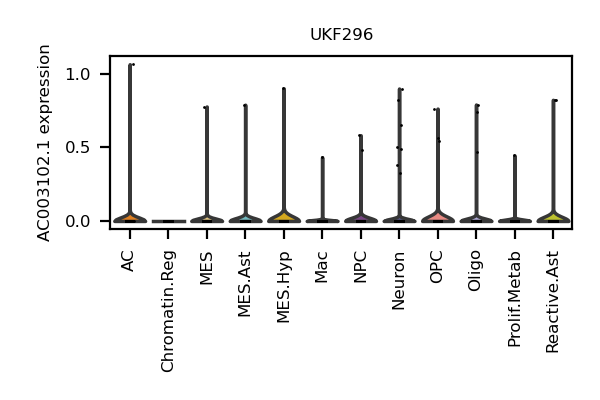 UKF296
AC003102.1 expression
1.0
0.5
0.0
AC
Chromatin.Reg
MES
MES.Ast
MES.Hyp
Mac
NPC
Neuron
OPC
Oligo
Prolif.Metab
Reactive.Ast